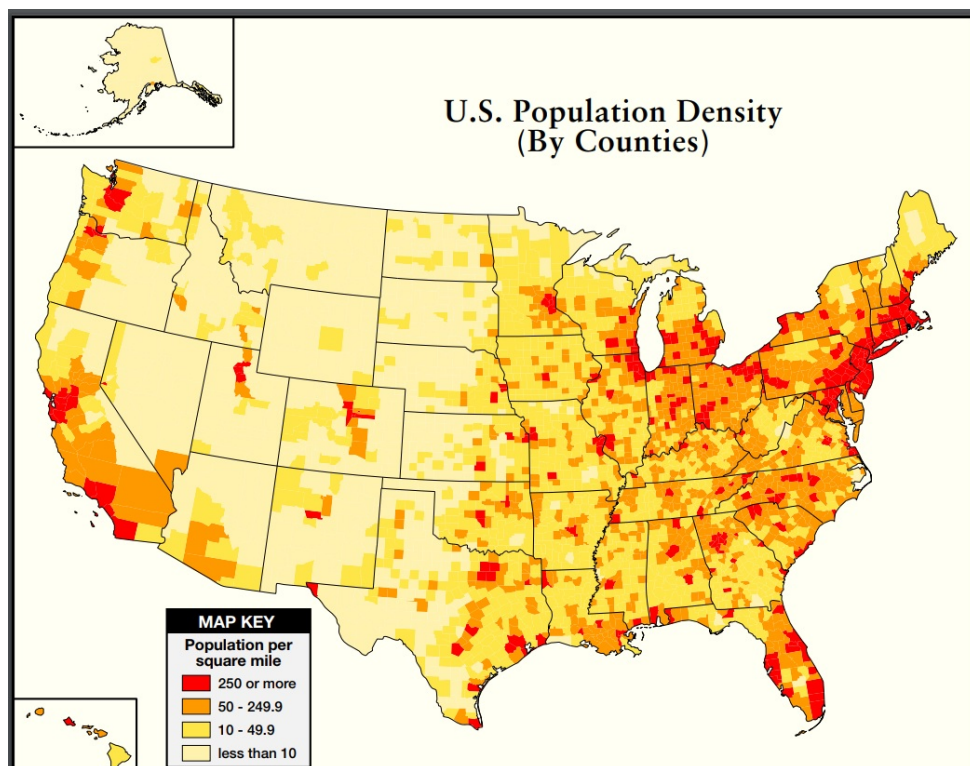 U.S. Population Density
(By Counties)
MAP KEY
Population per
square mile
250 or more
50 - 249.9
10 - 49.9
less than 10